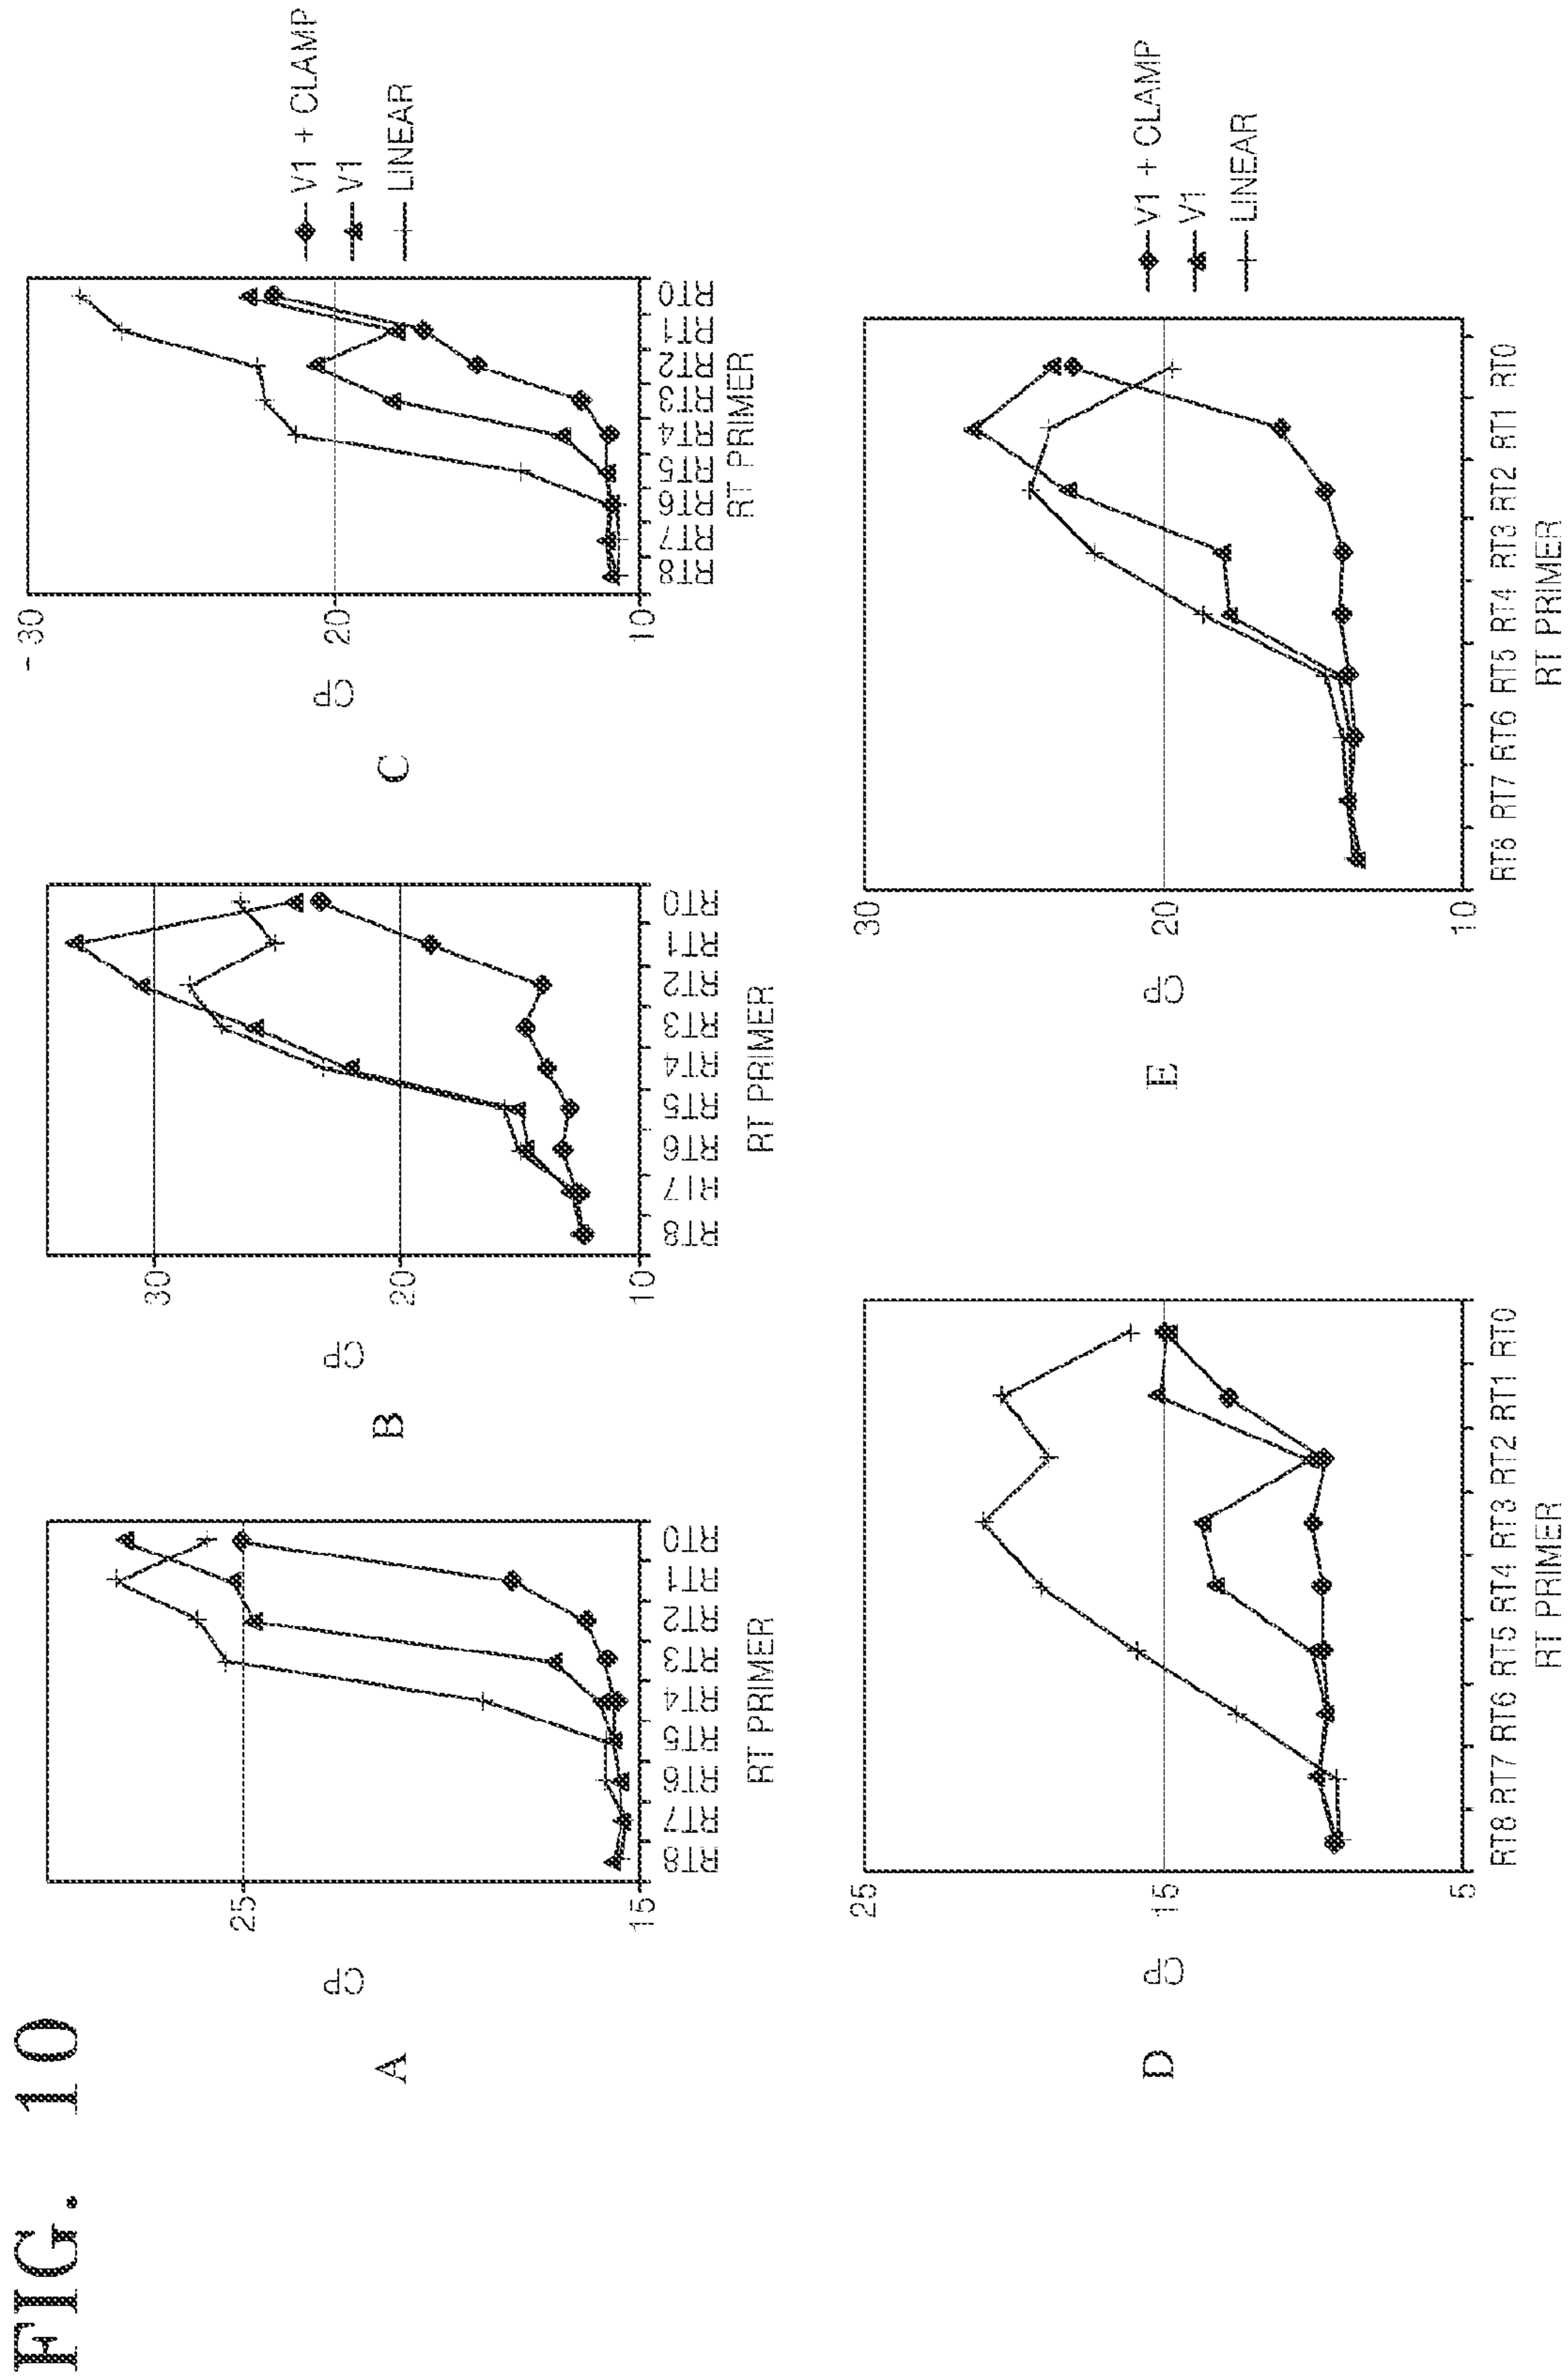 FIG. 10
A
CP
25
15
RT8 RT7 RT6 RT5 RT4 RT3 RT2 RT1 RT0
RT PRIMER
B
CP
30
20
10
RT8 RT7 RT6 RT5 RT4 RT3 RT2 RT1 RT0
RT PRIMER
C
CP
- 30
20
10
RT8 RT7 RT6 RT5 RT4 RT3 RT2 RT1 RT0
RT PRIMER
V1 + CLAMP
V1
LINEAR
D
CP
25
15
5
RT8 RT7 RT6 RT5 RT4 RT3 RT2 RT1 RT0
RT PRIMER
E
CP
30
20
10
RT8 RT7 RT6 RT5 RT4 RT3 RT2 RT1 RT0
RT PRIMER
V1 + CLAMP
V1
LINEAR